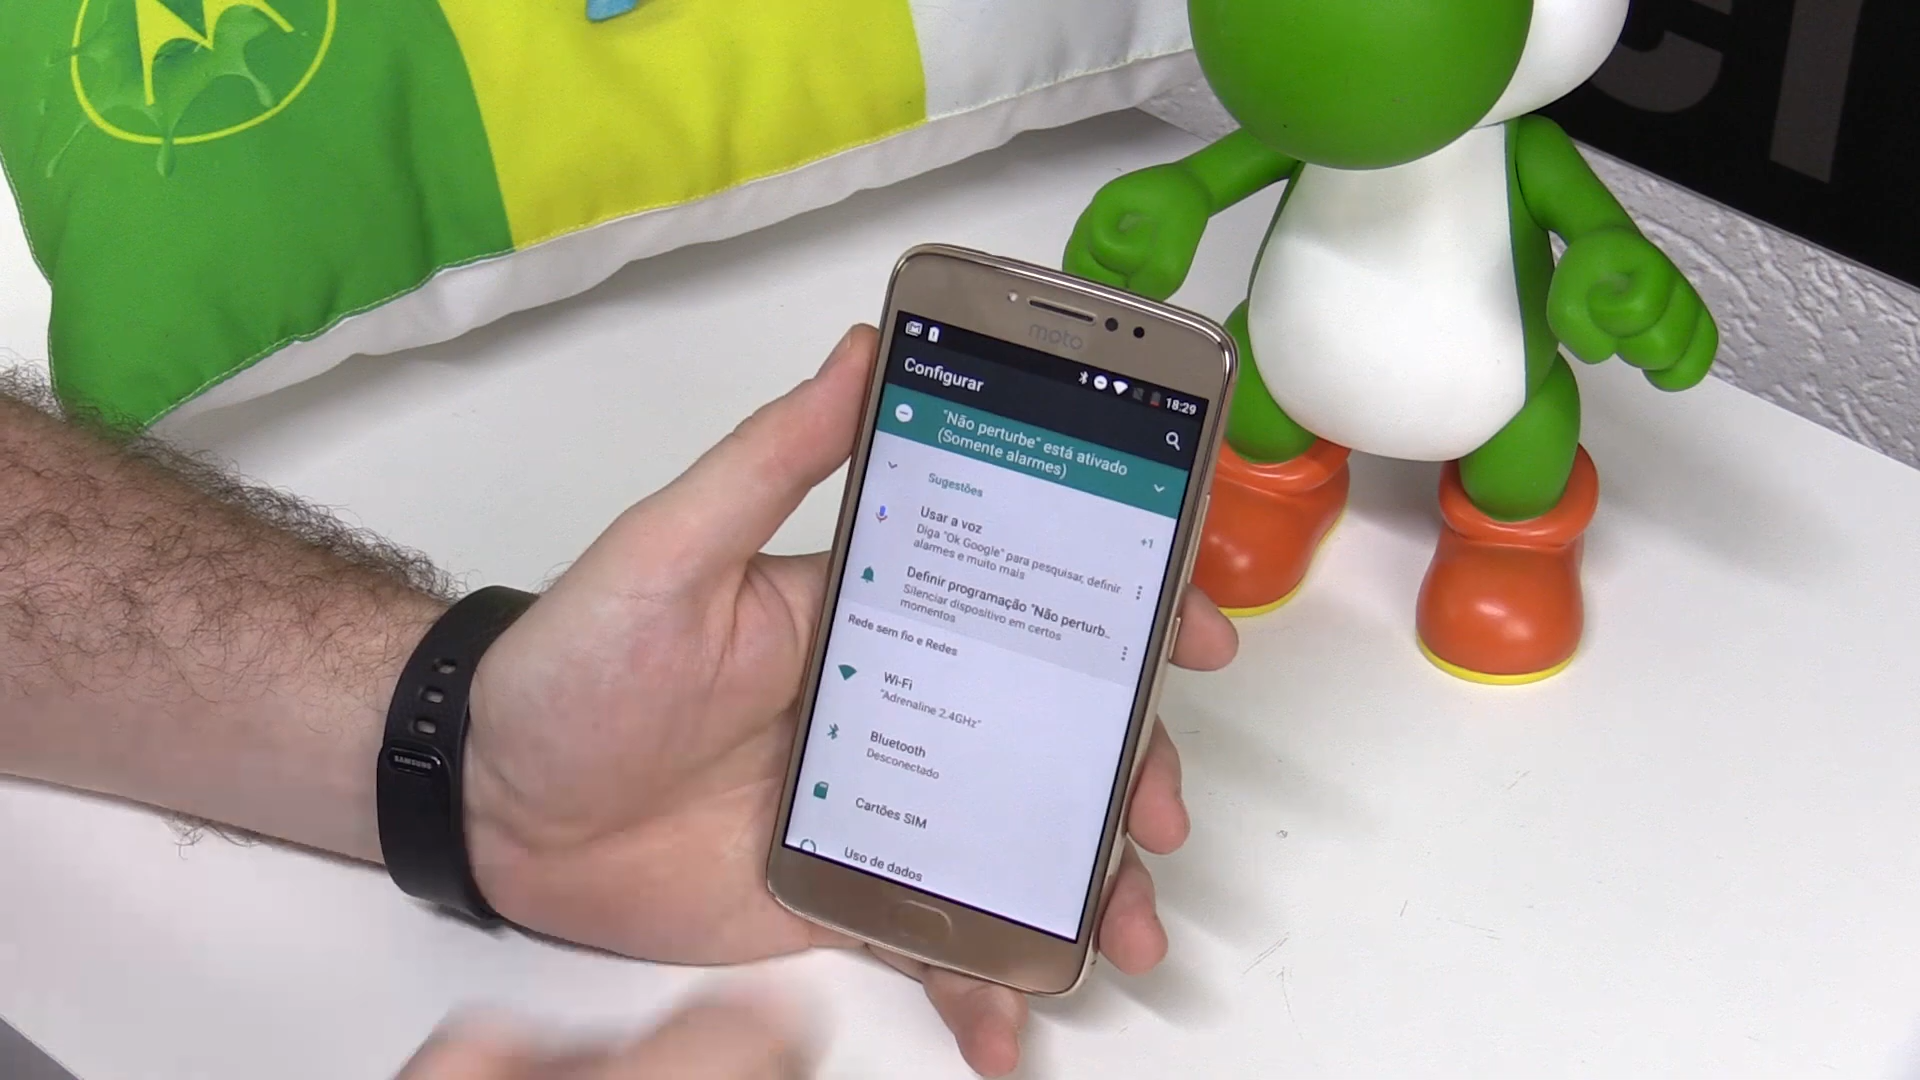 moto
18:29
Configurar
"Não perturbe" está ativado
(Somente alarmes)
Sugestões
Usar a voz
+1
Diga "Ok Google" para pesquisar, definir
alarmes e muito mais
Definir programação "Não perturb...
Silenciar dispositivo em certos
momentos
Rede sem fio e Redes
Wi-Fi
"Adrenaline 2.4GHz"
Bluetooth
Desconectado
Cartões SIM
Uso de dados
SAMSUNG